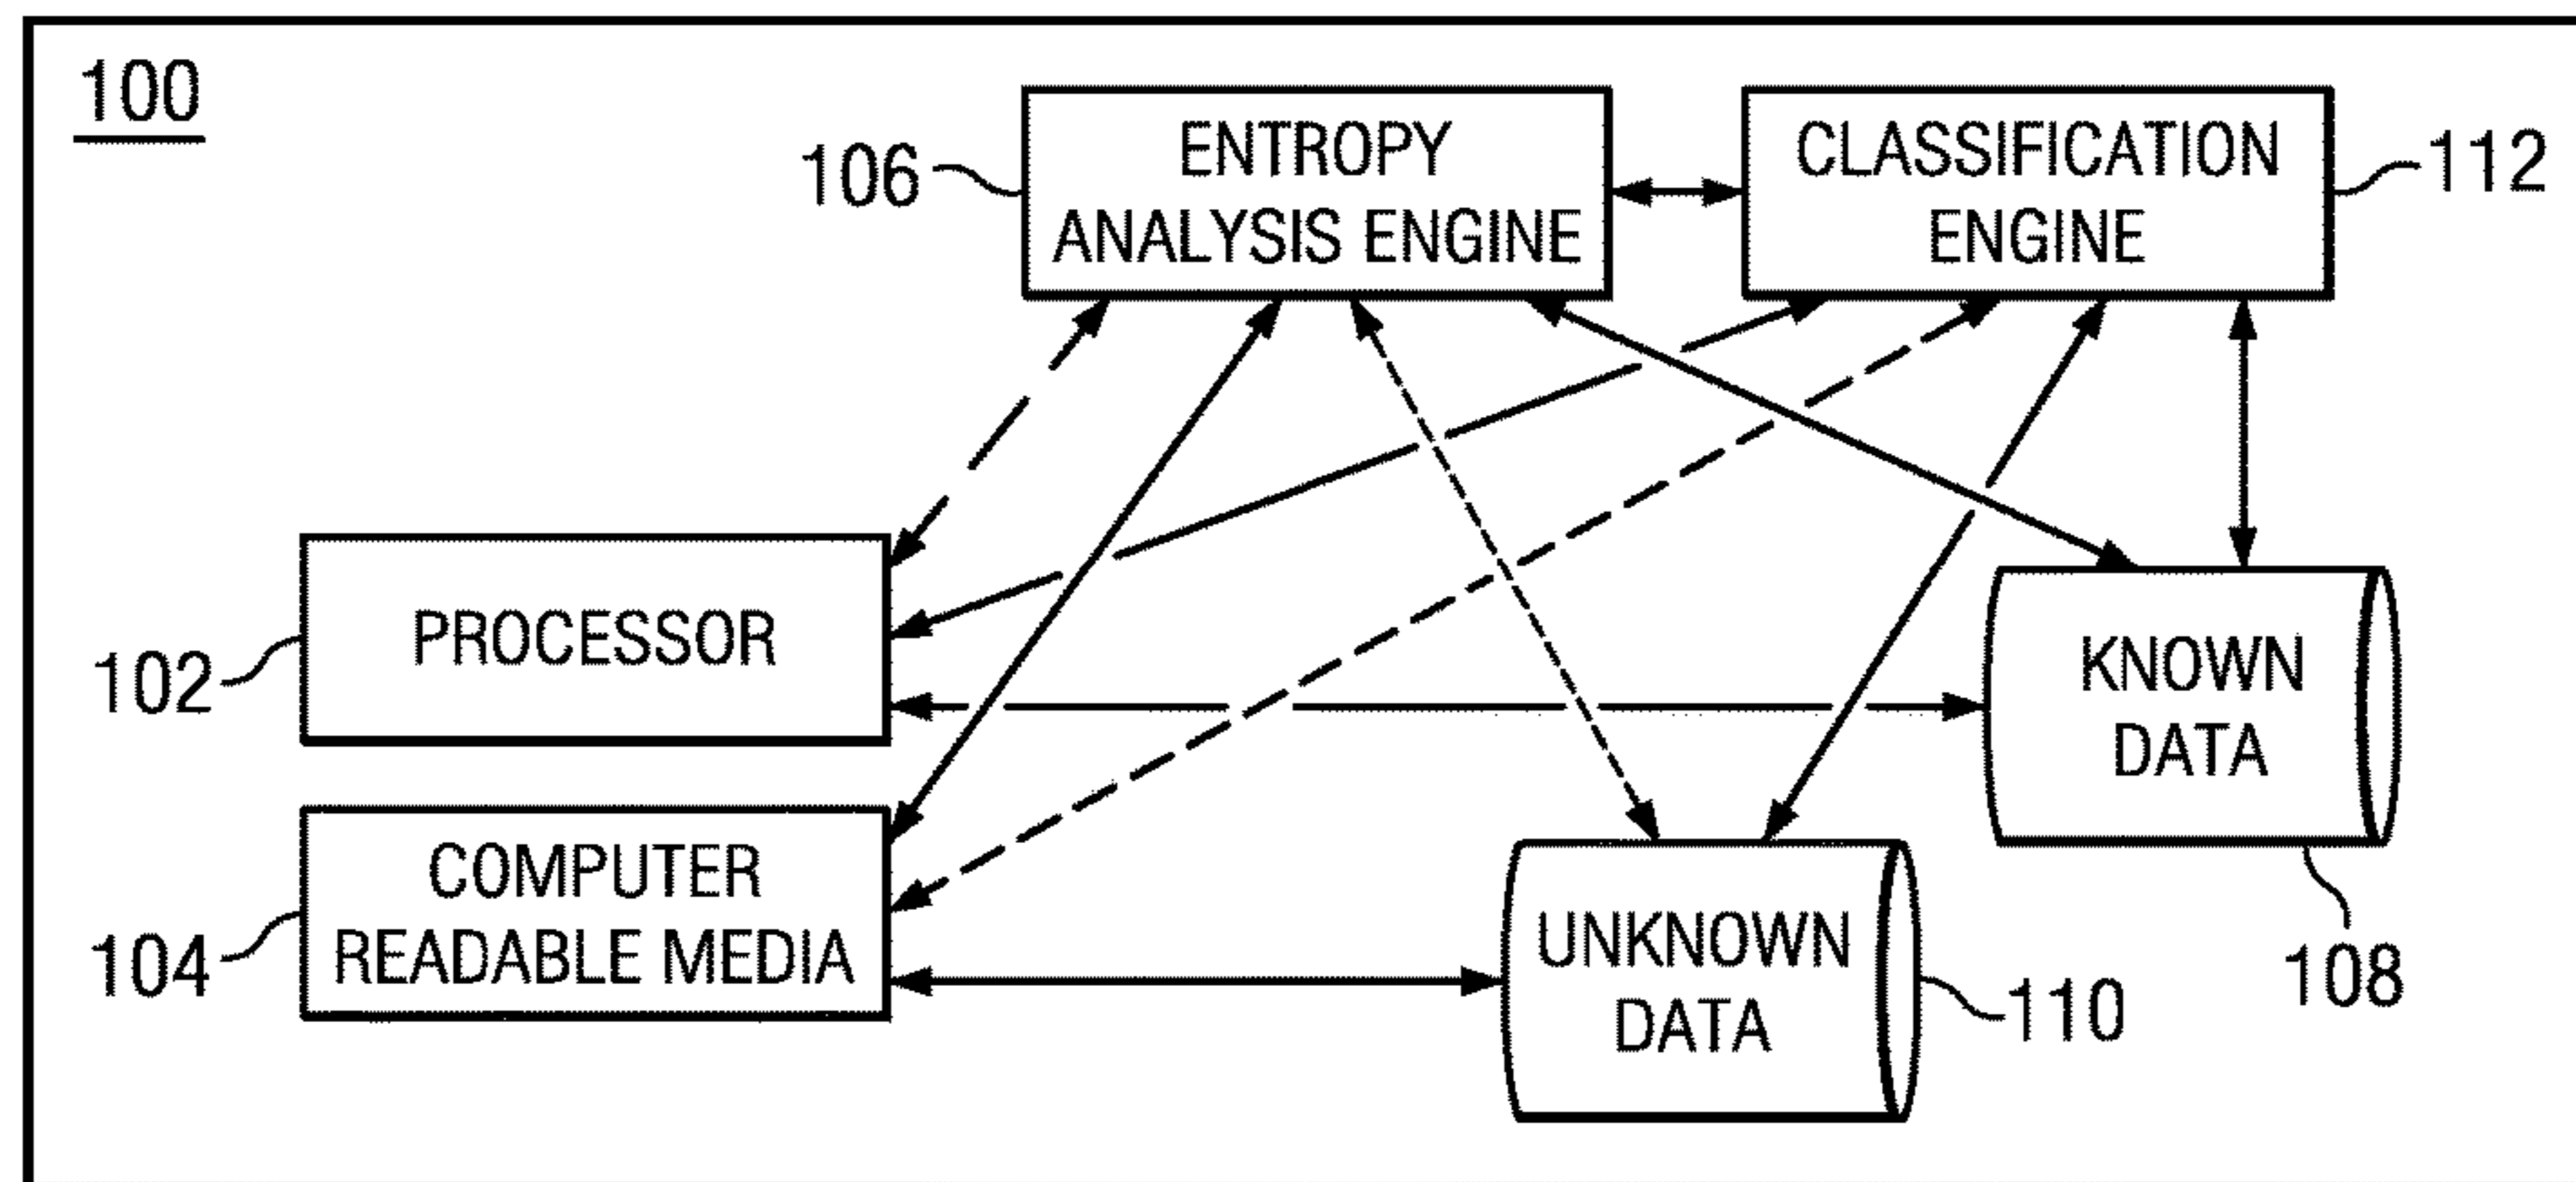 100
106
ENTROPY
ANALYSIS ENGINE
CLASSIFICATION
ENGINE
112
102
PROCESSOR
KNOWN
DATA
108
104
COMPUTER
READABLE MEDIA
UNKNOWN
DATA
110